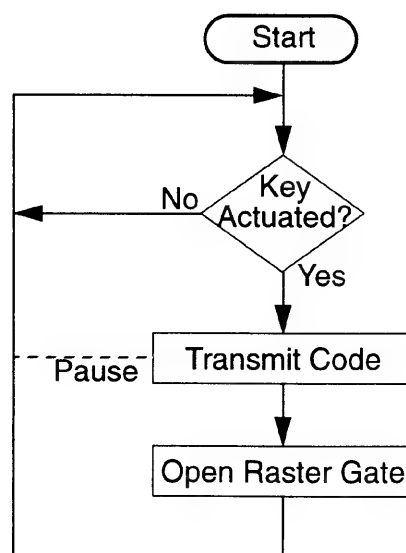 Start
Key
Actuated?
No
Yes
Transmit Code
Pause
Open Raster Gate